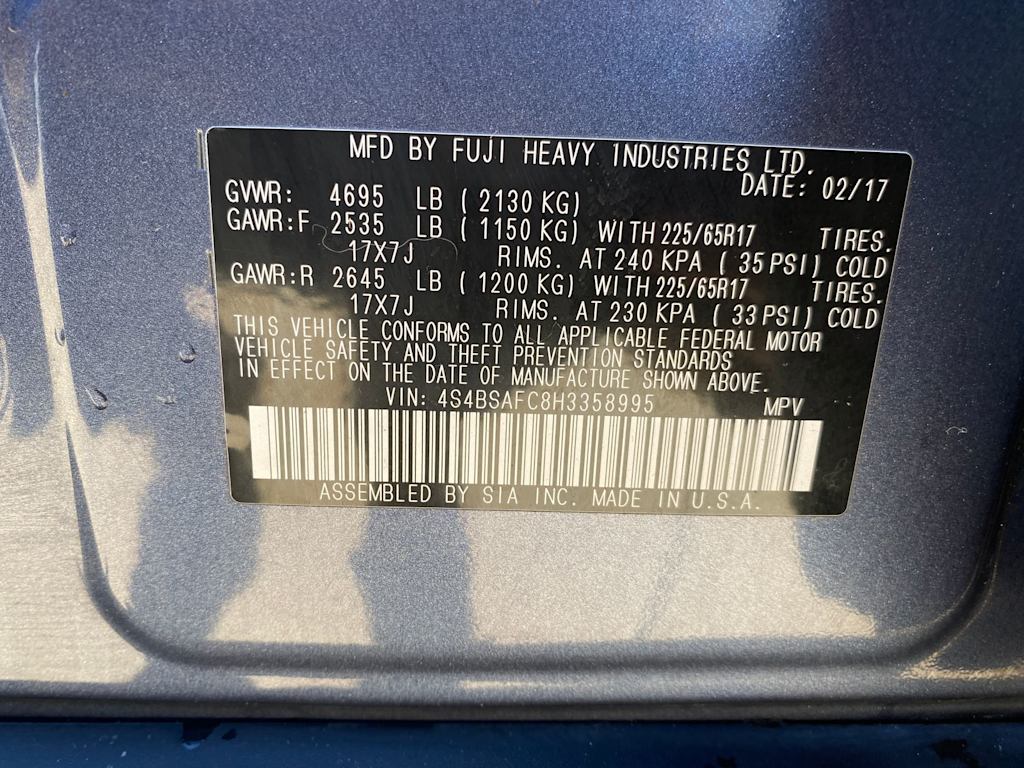 MFD BY FUJI HEAVY INDUSTRIES LTD.
DATE: 02/17
GVWR: 4695 LB ( 2130 KG)
GAWR:F 2535 LB ( 1150 KG) WITH 225/65R17 TIRES.
17X7J RIMS. AT 240 KPA ( 35 PSI) COLD
GAWR:R 2645 LB ( 1200 KG) WITH 225/65R17 TIRES.
17X7J RIMS. AT 230 KPA ( 33 PSI) COLD
THIS VEHICLE CONFORMS TO ALL APPLICABLE FEDERAL MOTOR
VEHICLE SAFETY AND THEFT PREVENTION STANDARDS
IN EFFECT ON THE DATE OF MANUFACTURE SHOWN ABOVE.
VIN: 4S4BSAFC8H3358995 MPV
ASSEMBLED BY SIA INC. MADE IN U.S.A.